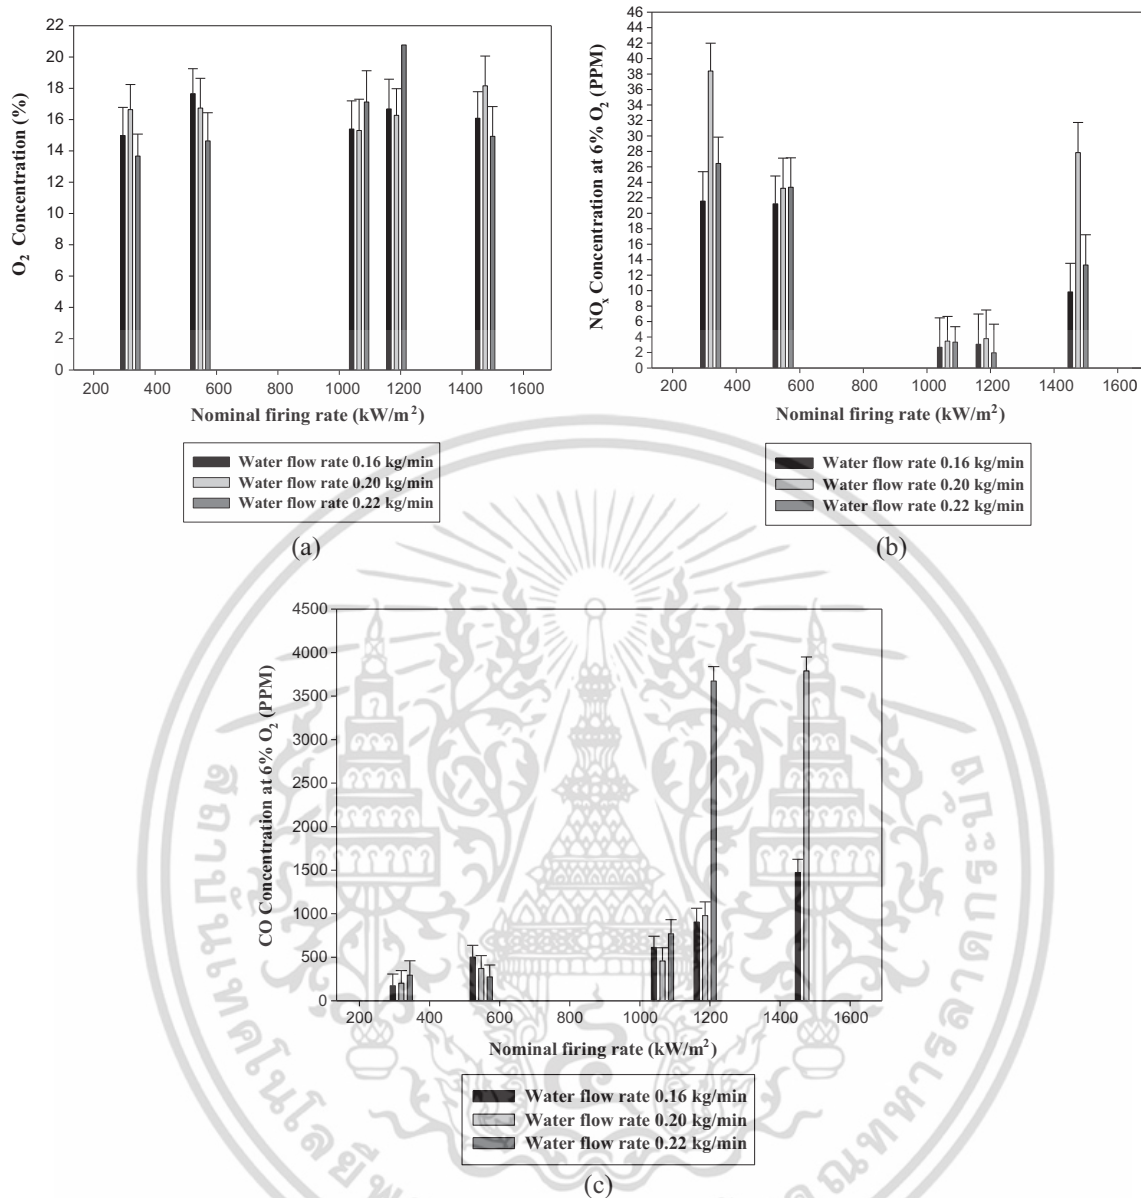 22
20
18
16
14
12
10
8
6
4
2
0
O₂ Concentration (%)
200 400 600 800 1000 1200 1400 1600
Nominal firing rate (kW/m²)
Water flow rate 0.16 kg/min
Water flow rate 0.20 kg/min
Water flow rate 0.22 kg/min
(a)
46
44
42
40
38
36
34
32
30
28
26
24
22
20
18
16
14
12
10
8
6
4
2
0
NOₓ Concentration at 6% O₂ (PPM)
200 400 600 800 1000 1200 1400 1600
Nominal firing rate (kW/m²)
Water flow rate 0.16 kg/min
Water flow rate 0.20 kg/min
Water flow rate 0.22 kg/min
(b)
4500
4000
3500
3000
2500
2000
1500
1000
500
0
CO Concentration at 6% O₂ (PPM)
200 400 600 800 1000 1200 1400 1600
Nominal firing rate (kW/m²)
Water flow rate 0.16 kg/min
Water flow rate 0.20 kg/min
Water flow rate 0.22 kg/min
(c)